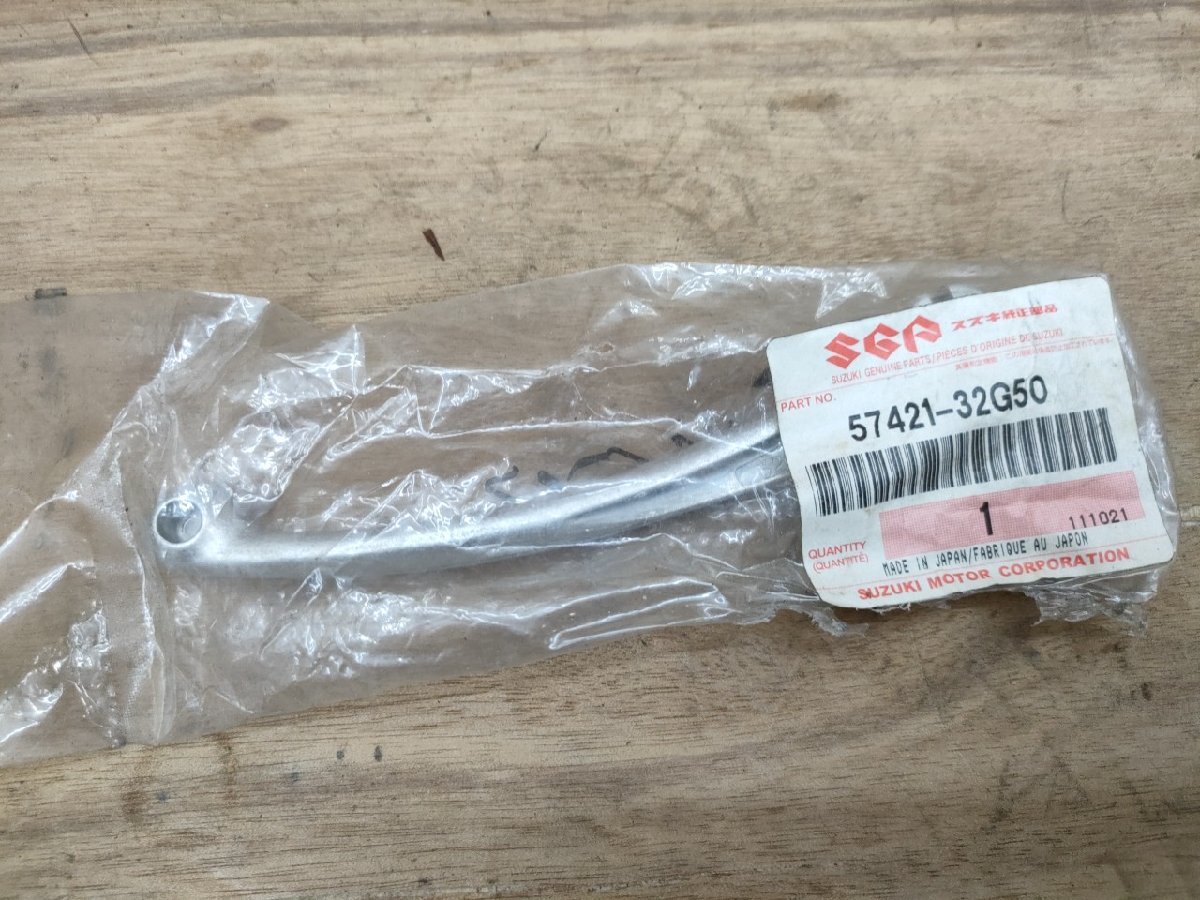 SGP スズキ純正部品
SUZUKI GENUINE PARTS/PIECES D'ORIGINE DE SUZUKI
PART NO.
57421-32G50
1
111021
QUANTITY
(QUANTITÉ)
MADE IN JAPAN/FABRIQUE AU JAPON
SUZUKI MOTOR CORPORATION